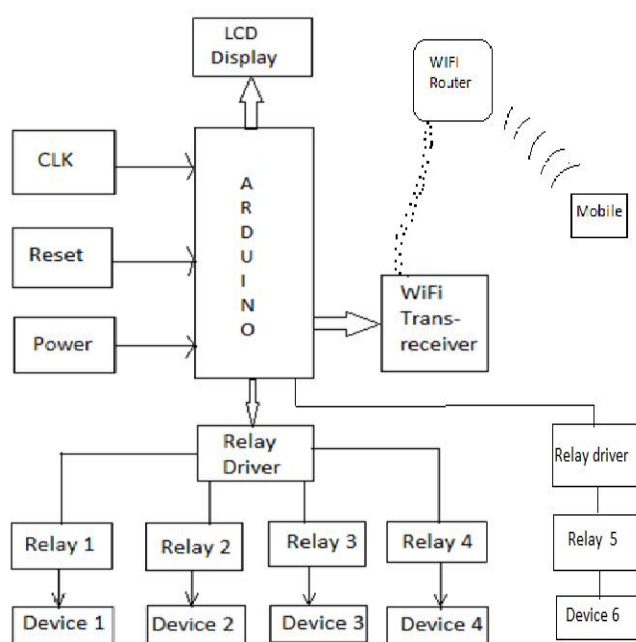 LCD
Display
WIFI
Router
CLK
A
R
D
U
I
N
O
Mobile
Reset
WiFi
Trans-
receiver
Power
Relay
Driver
Relay driver
Relay 1
Relay 2
Relay 3
Relay 4
Relay 5
Device 1
Device 2
Device 3
Device 4
Device 6